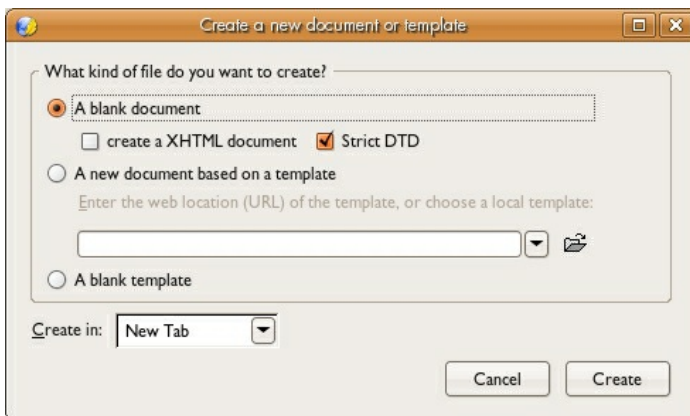 Create a new document or template
What kind of file do you want to create?
A blank document
create a XHTML document Strict DTD
A new document based on a template
Enter the web location (URL) of the template, or choose a local template:
A blank template
Create in: New Tab
Cancel Create